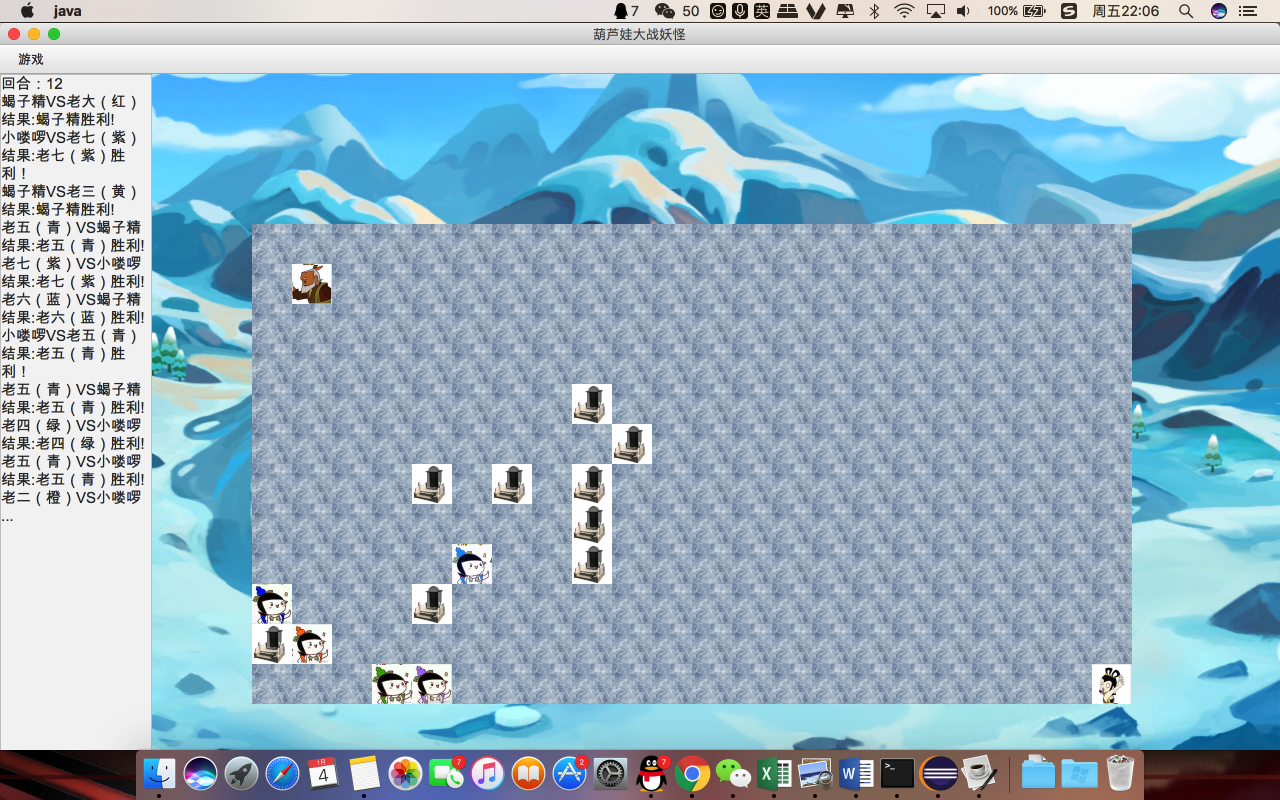 java
7
50
英
100%
周五22:06
葫芦娃大战妖怪
游戏
回合：12
蝎子精VS老大（红）
结果:蝎子精胜利!
小喽啰VS老七（紫）
结果:老七（紫）胜
利！
蝎子精VS老三（黄）
结果:蝎子精胜利!
老五（青）VS蝎子精
结果:老五（青）胜利!
老七（紫）VS小喽啰
结果:老七（紫）胜利!
老六（蓝）VS蝎子精
结果:老六（蓝）胜利!
小喽啰VS老五（青）
结果:老五（青）胜
利！
老五（青）VS蝎子精
结果:老五（青）胜利!
老四（绿）VS小喽啰
结果:老四（绿）胜利!
老五（青）VS小喽啰
结果:老五（青）胜利!
老二（橙）VS小喽啰
...
1月
4
7
2
7